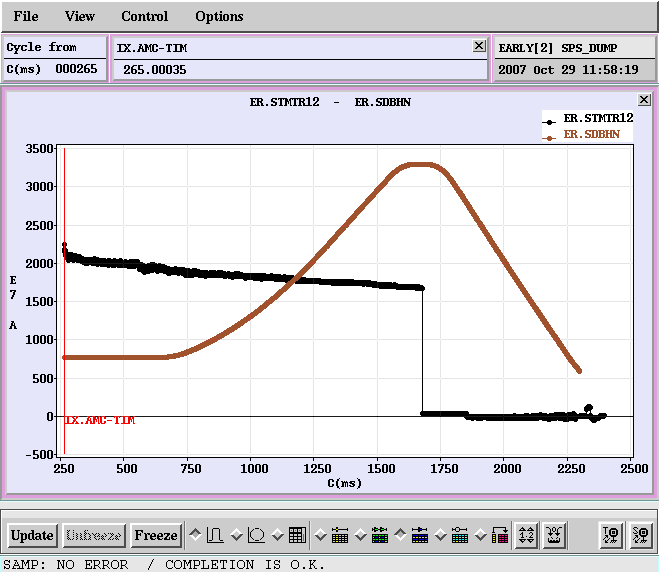 File View Control Options
Cycle from
C(ms) 000265
IX.AMC-TIM
265.00035
EARLY[2] SPS_DUMP
2007 Oct 29 11:58:19
ER.STMTR12 - ER.SDBHN
ER.STMTR12
ER.SDBHN
3500
3000
2500
2000
1500
1000
500
0
-500
E
7
A
IX.AMC-TIM
250 500 750 1000 1250 1500 1750 2000 2250 2500
C(ms)
Update Unfreeze Freeze
1.2
SAMP: NO ERROR / COMPLETION IS O.K.